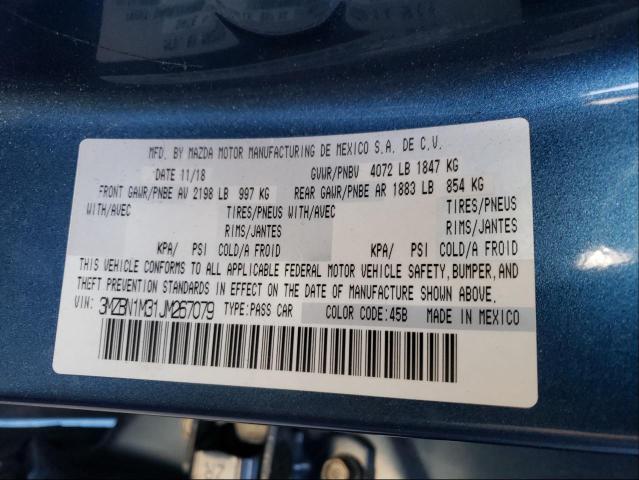 MFD. BY MAZDA MOTOR MANUFACTURING DE MEXICO S.A. DE C.V.
DATE 11/18 GVWR/PNBV 4072 LB 1847 KG
FRONT GAWR/PNBE AV 2198 LB 997 KG REAR GAWR/PNBE AR 1883 LB 854 KG
WITH/AVEC TIRES/PNEUS WITH/AVEC TIRES/PNEUS
RIMS/JANTES RIMS/JANTES
KPA/ PSI COLD/A FROID KPA/ PSI COLD/A FROID
THIS VEHICLE CONFORMS TO ALL APPLICABLE FEDERAL MOTOR VEHICLE SAFETY, BUMPER, AND
THEFT PREVENTION STANDARDS IN EFFECT ON THE DATE OF MANUFACTURE SHOWN ABOVE.
VIN: 3MZBN1M31JM267079 TYPE:PASS CAR COLOR CODE:45B MADE IN MEXICO